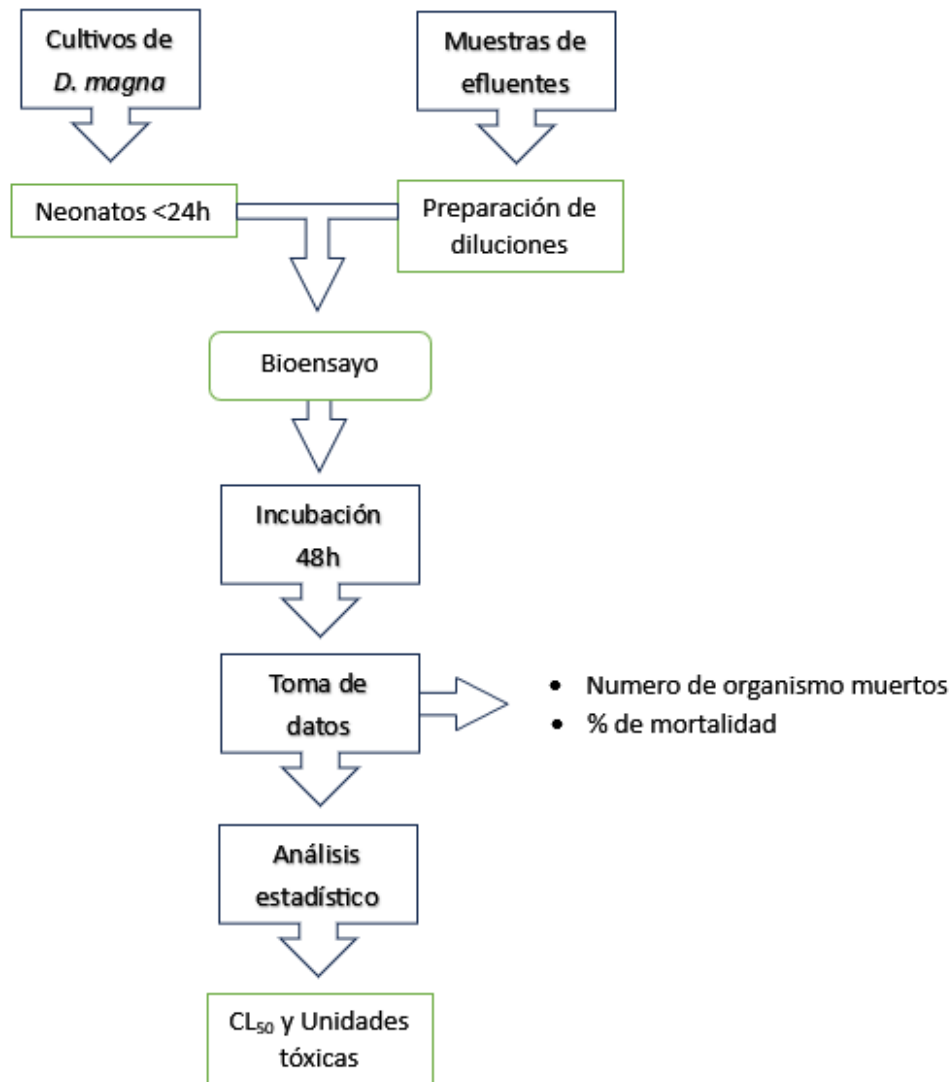 Cultivos de
D. magna
Muestras de
efluentes
Neonatos <24h
Preparación de
diluciones
Bioensayo
Incubación
48h
Toma de
datos
• Numero de organismo muertos
• % de mortalidad
Análisis
estadístico
CL₅₀ y Unidades
tóxicas